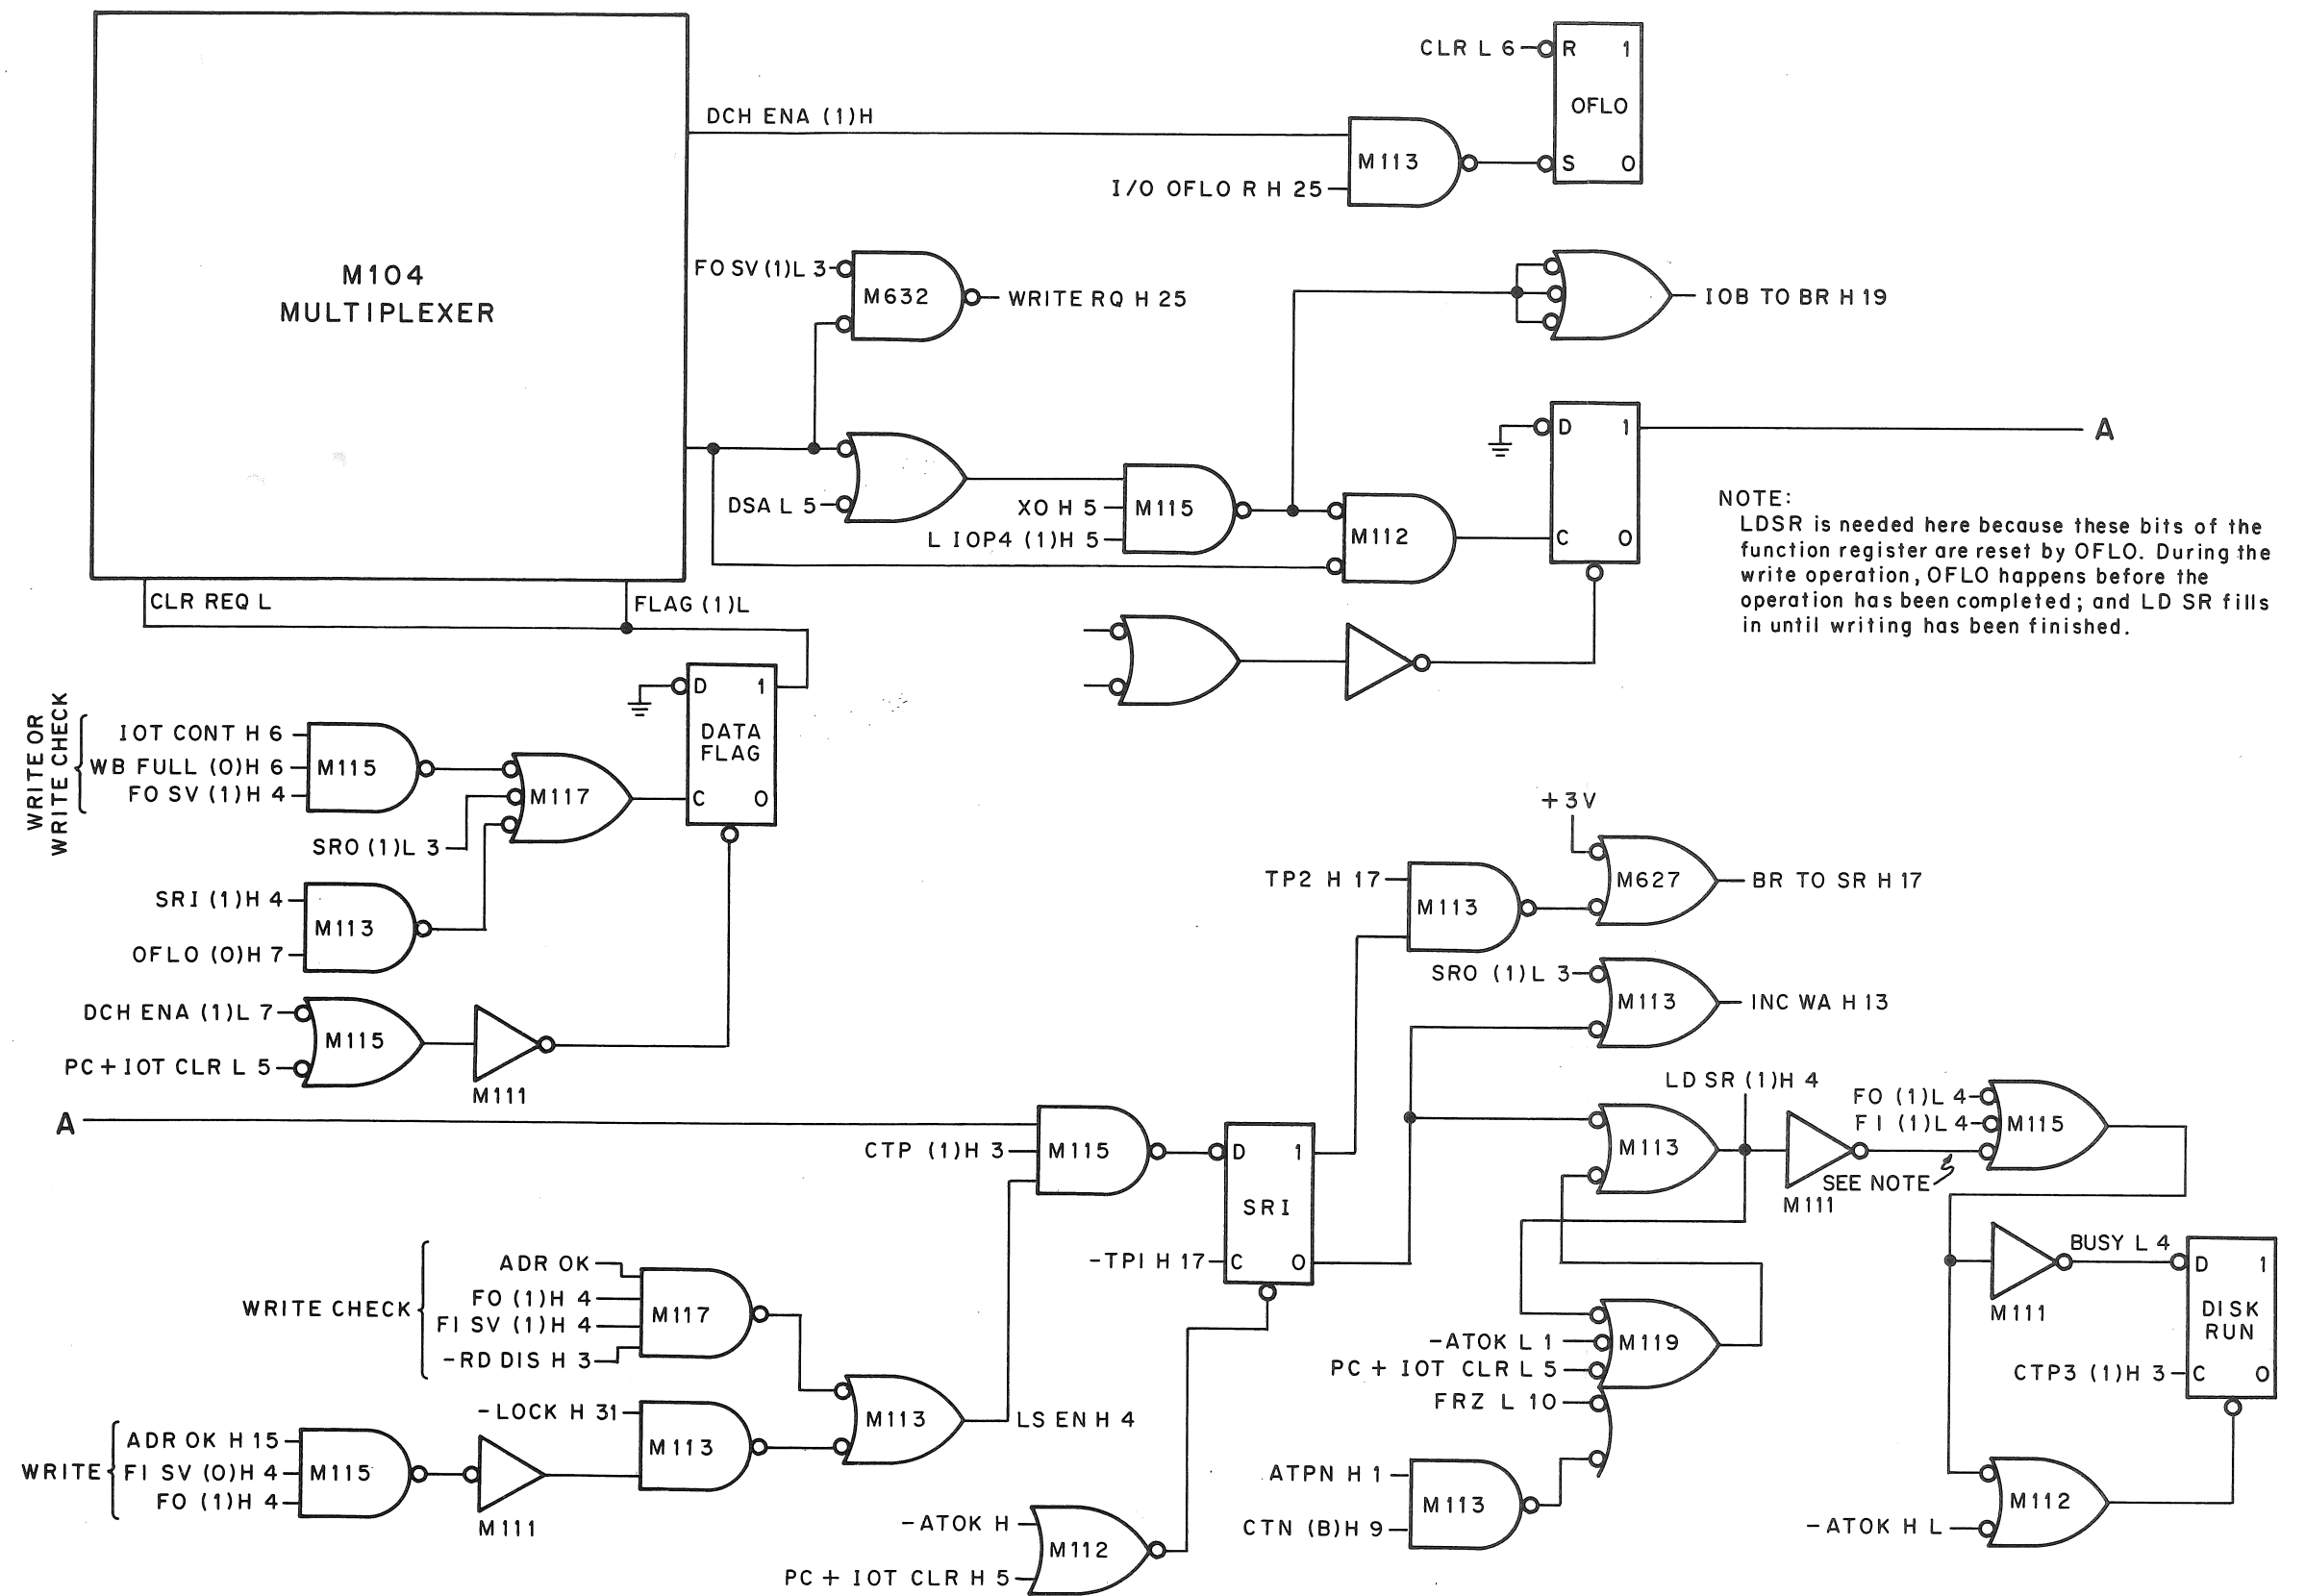 CLR L 6
R 1
OFLO
S 0
DCH ENA (1)H
M113
I/O OFLO R H 25
M104
MULTIPLEXER
FO SV (1)L 3
M632
WRITE RQ H 25
IOB TO BR H 19
D 1
A
DSA L 5
XO H 5
M115
L IOP4 (1)H 5
M112
C 0
NOTE:
LDSR is needed here because these bits of the
function register are reset by OFLO. During the
write operation, OFLO happens before the
operation has been completed; and LD SR fills
in until writing has been finished.
CLR REQ L
FLAG (1)L
WRITE OR
WRITE CHECK
IOT CONT H 6
WB FULL (0)H 6
FO SV (1)H 4
M115
M117
SRO (1)L 3
D 1
DATA
FLAG
C 0
SRI (1)H 4
M113
OFLO (0)H 7
DCH ENA (1)L 7
M115
PC + IOT CLR L 5
M111
+3V
TP2 H 17
M113
M627
BR TO SR H 17
SRO (1)L 3
M113
INC WA H 13
A
CTP (1)H 3
M115
D 1
SRI
C 0
-TPI H 17
LD SR (1)H 4
M113
M111
SEE NOTE
FO (1)L 4
FI (1)L 4
M115
WRITE CHECK
ADR OK
FO (1)H 4
FI SV (1)H 4
-RD DIS H 3
M117
-LOCK H 31
M113
M113
LS EN H 4
WRITE
ADR OK H 15
FI SV (0)H 4
FO (1)H 4
M115
M111
-ATOK H
M112
PC + IOT CLR H 5
-ATOK L 1
PC + IOT CLR L 5
M119
FRZ L 10
ATPN H 1
M113
CTN (B)H 9
BUSY L 4
M111
D 1
DISK
RUN
CTP3 (1)H 3
C 0
M112
-ATOK H L